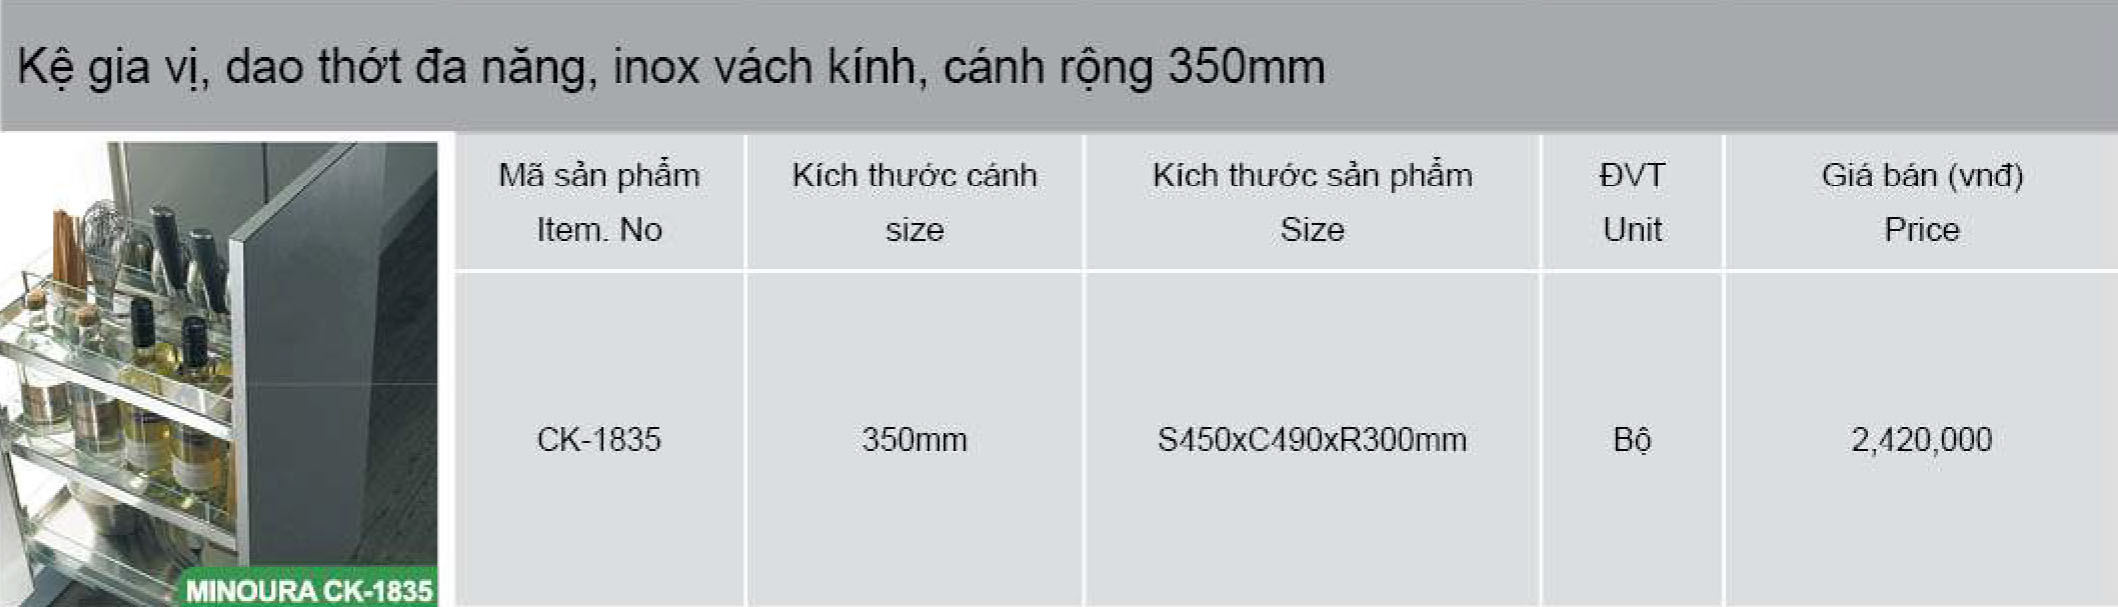 Kệ gia vị, dao thớt đa năng, inox vách kính, cánh rộng 350mm
Mã sản phẩm
Item. No
Kích thước cánh
size
Kích thước sản phẩm
Size
ĐVT
Unit
Giá bán (vnđ)
Price
CK-1835
350mm
S450xC490xR300mm
Bộ
2,420,000
MINOURA CK-1835